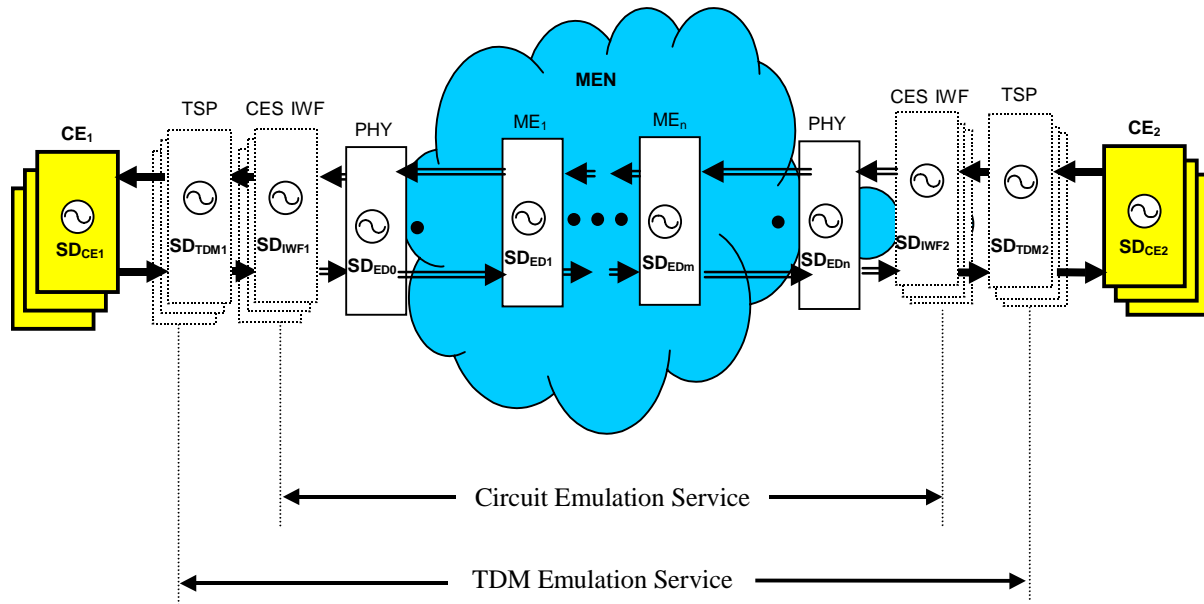 MEN
TSP
CES IWF
PHY
ME1
MEn
PHY
CES IWF
TSP
CE1
CE2
SDCE1
SDTDM1
SDIWF1
SDED0
SDED1
SDEDm
SDEDn
SDIWF2
SDTDM2
SDCE2
Circuit Emulation Service
TDM Emulation Service